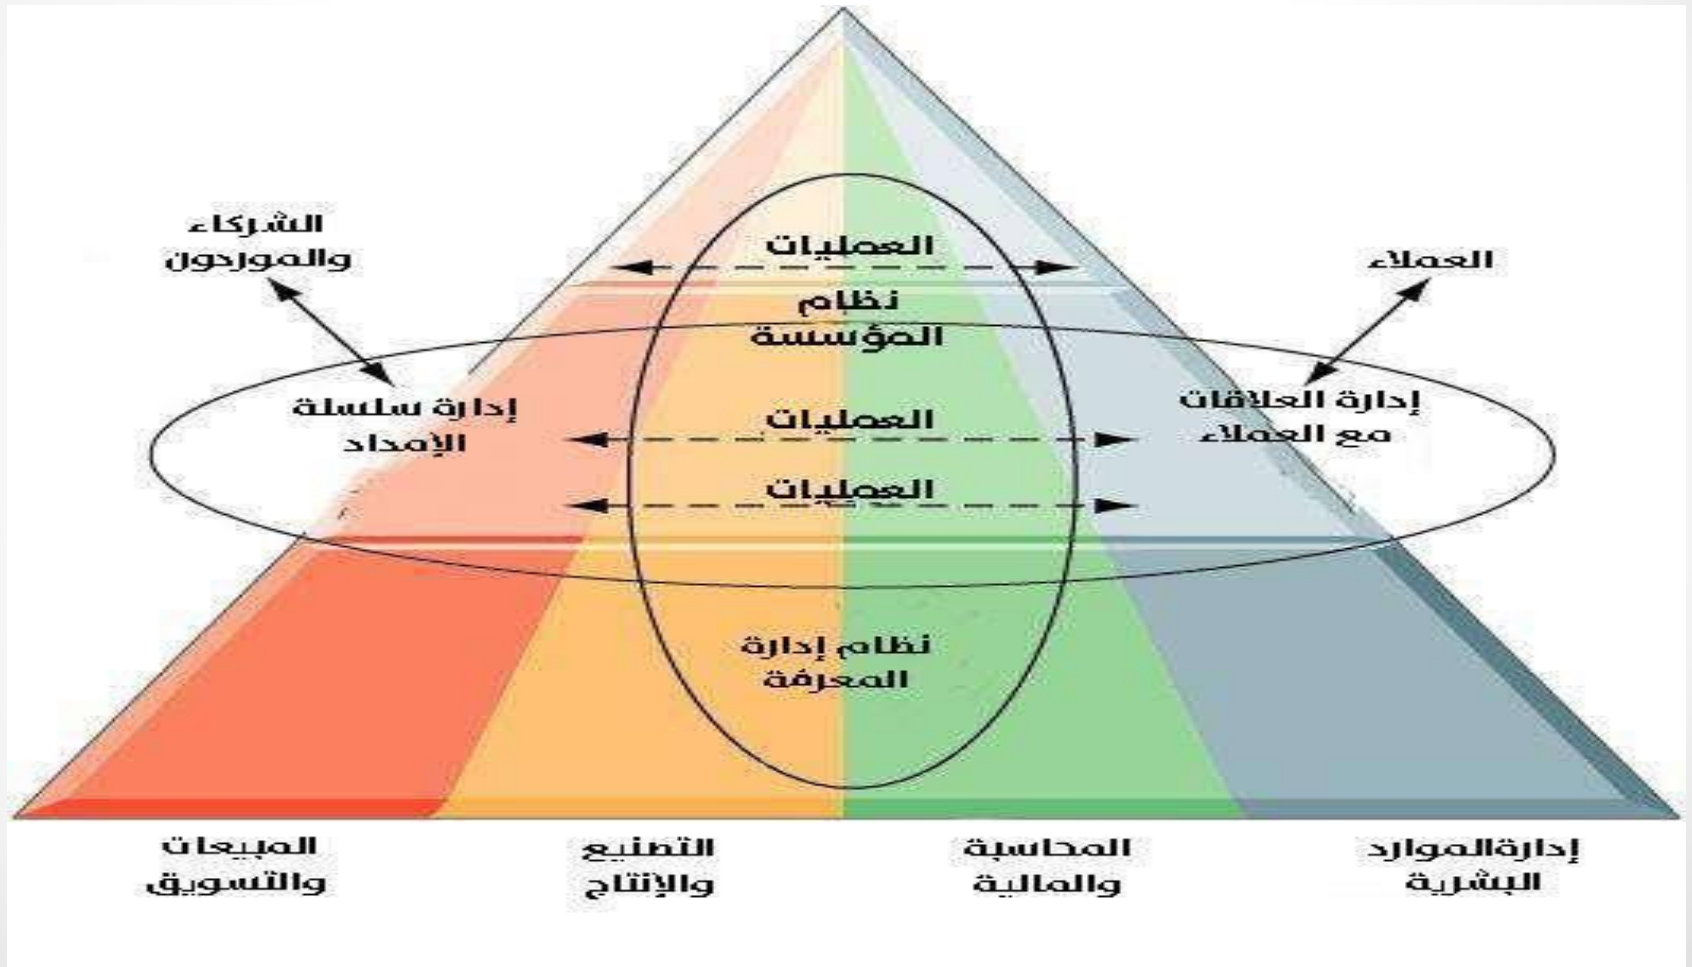 الشركاء
والموردون
العملاء
العمليات
نظام
المؤسسة
إدارة سلسلة
الإمداد
العمليات
إدارة العلاقات
مع العملاء
العمليات
نظام إدارة
المعرفة
إدارةالموارد
البشرية
المحاسبة
والمالية
التصنيع
والإنتاج
المبيعات
والتسويق